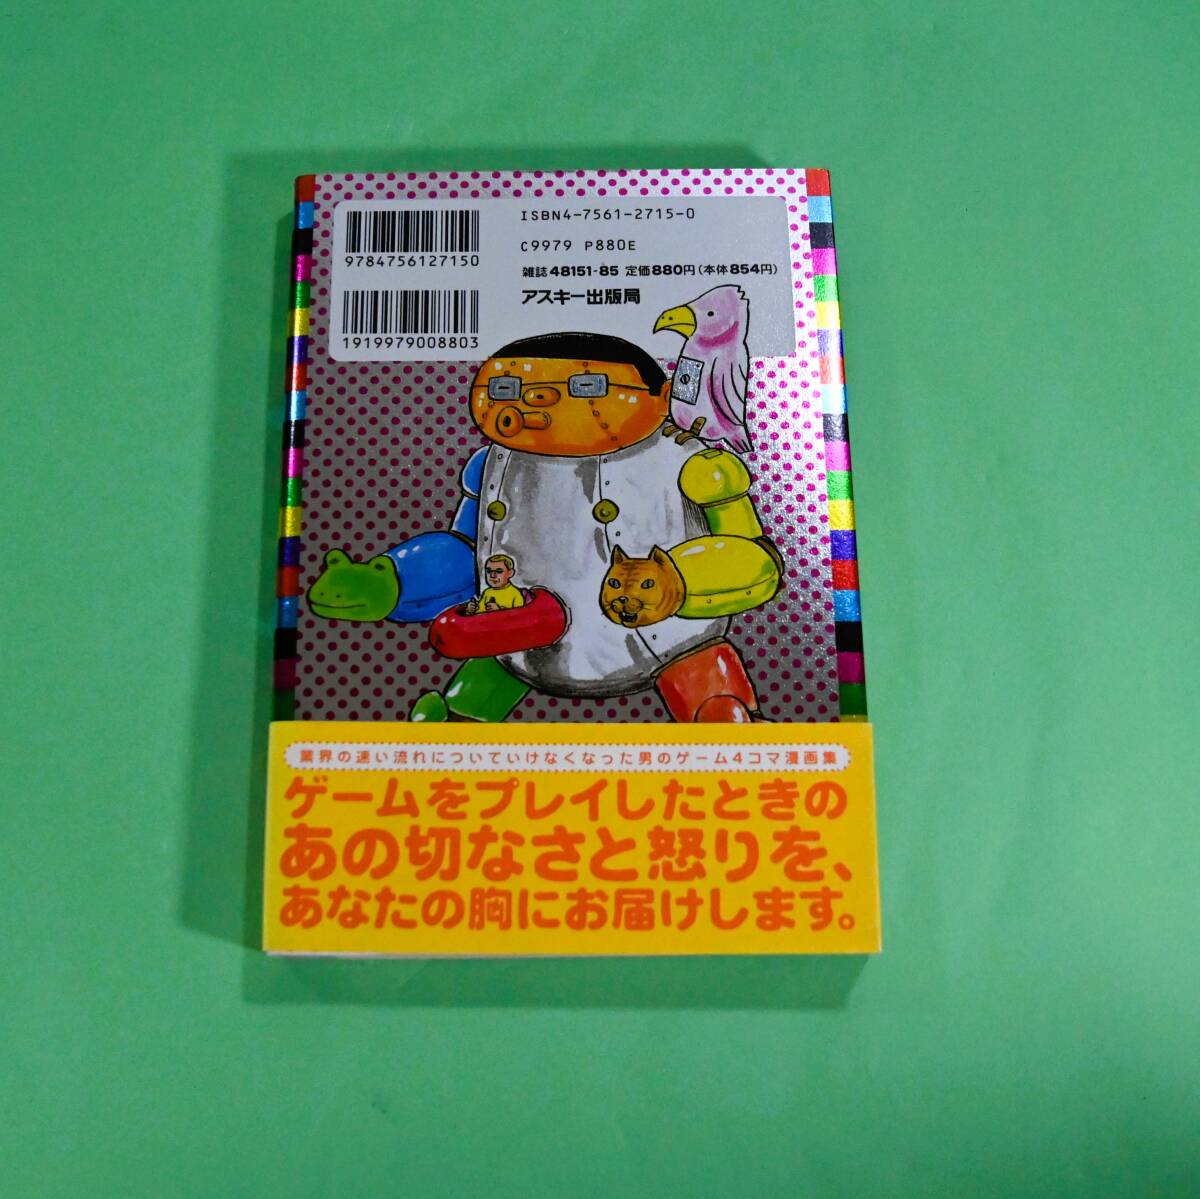 ISBN4-7561-2715-0
C9979 P880E
9784756127150
雑誌48151-85 定価880円(本体854円)
アスキー出版局
1919979008803
業界の速い流れについていけなくなった男のゲーム4コマ漫画集
ゲームをプレイしたときの
あの切なさと怒りを、
あなたの胸にお届けします。